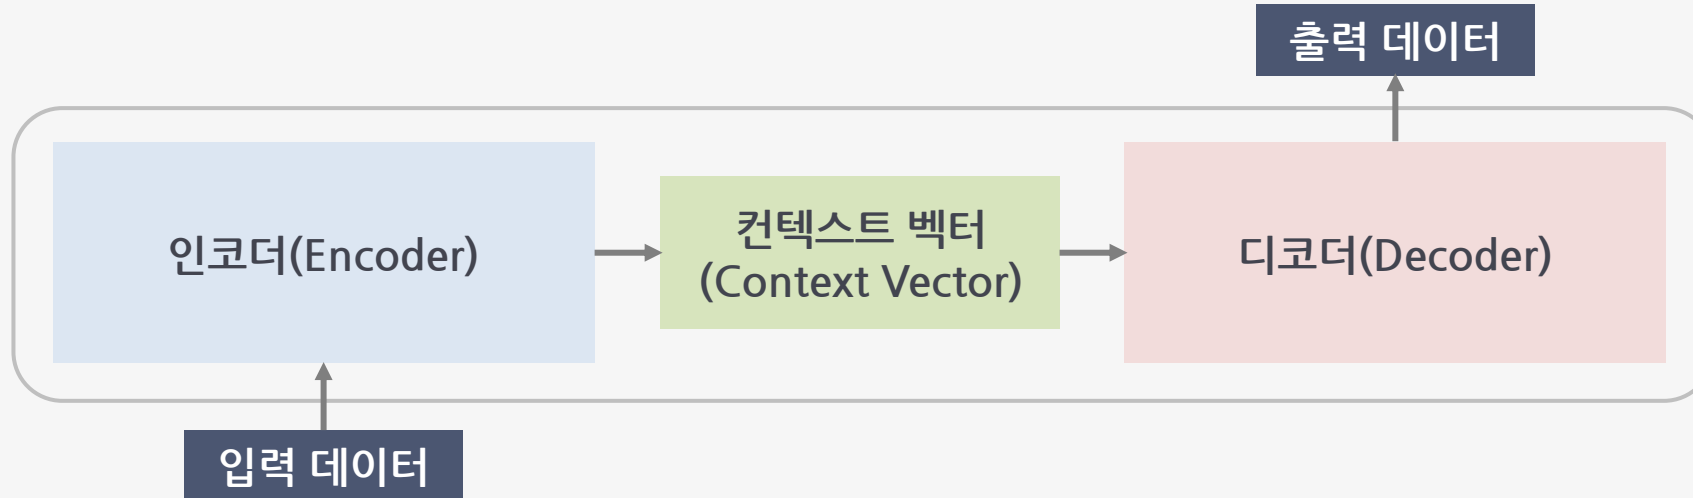 출력 데이터
인코더(Encoder)
컨텍스트 벡터
(Context Vector)
디코더(Decoder)
입력 데이터